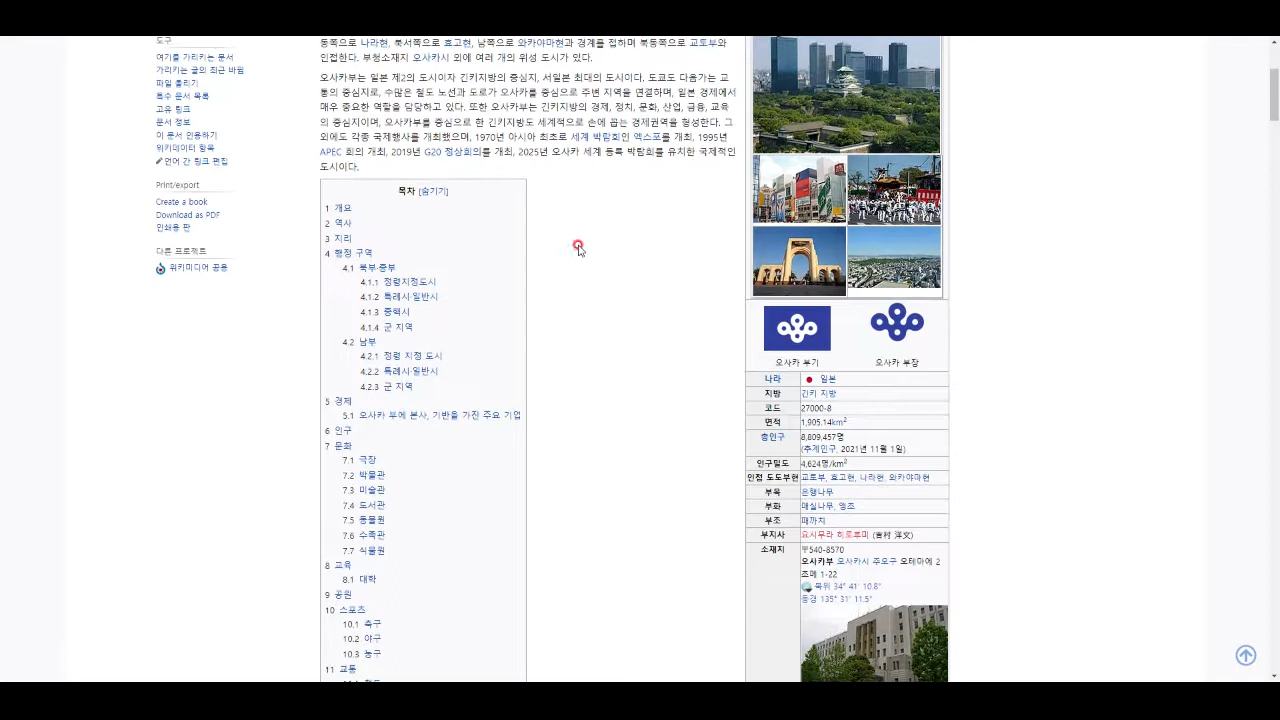 도구
여기를 가리키는 문서
가리키는 글의 최근 바뀜
파일 올리기
특수 문서 목록
고유 링크
문서 정보
이 문서 인용하기
위키데이터 항목
언어 간 링크 편집
Print/export
Create a book
Download as PDF
인쇄용 판
다른 프로젝트
위키미디어 공용
동쪽으로 나라현, 북서쪽으로 효고현, 남쪽으로 와카야마현과 경계를 접하며 북동쪽으로 교토부와
인접한다. 부청소재지 오사카시 외에 여러 개의 위성 도시가 있다.
오사카부는 일본 제2의 도시이자 긴키지방의 중심지, 서일본 최대의 도시이다. 도쿄도 다음가는 교
통의 중심지로, 수많은 철도 노선과 도로가 오사카를 중심으로 주변 지역을 연결하며, 일본 경제에서
매우 중요한 역할을 담당하고 있다. 또한 오사카부는 긴키지방의 경제, 정치, 문화, 산업, 금융, 교육
의 중심지이며, 오사카부를 중심으로 한 긴키지방도 세계적으로 손에 꼽는 경제권역을 형성한다. 그
외에도 각종 국제행사를 개최했으며, 1970년 아시아 최초로 세계 박람회인 엑스포를 개최, 1995년
APEC 회의 개최, 2019년 G20 정상회의를 개최, 2025년 오사카 세계 등록 박람회를 유치한 국제적인
도시이다.
목차 [숨기기]
1 개요
2 역사
3 지리
4 행정 구역
4.1 북부·중부
4.1.1 정령지정도시
4.1.2 특례시·일반시
4.1.3 중핵시
4.1.4 군 지역
4.2 남부
4.2.1 정령 지정 도시
4.2.2 특례시·일반시
4.2.3 군 지역
5 경제
5.1 오사카 부에 본사, 기반을 가진 주요 기업
6 인구
7 문화
7.1 극장
7.2 박물관
7.3 미술관
7.4 도서관
7.5 동물원
7.6 수족관
7.7 식물원
8 교육
8.1 대학
9 공원
10 스포츠
10.1 축구
10.2 야구
10.3 농구
11 교통
오사카 부기 오사카 부장
나라 일본
지방 긴키 지방
코드 27000-8
면적 1,905.14km²
총인구 8,809,457명
(추계인구, 2021년 11월 1일)
인구밀도 4,624명/km²
인접 도도부현 교토부, 효고현, 나라현, 와카야마현
부목 은행나무
부화 매실나무, 앵초
부조 때까치
부지사 요시무라 히로후미 (吉村 洋文)
소재지 〒540-8570
오사카부 오사카시 주오구 오테마에 2
초메 1-22
북위 34° 41′ 10.8″
동경 135° 31′ 11.5″